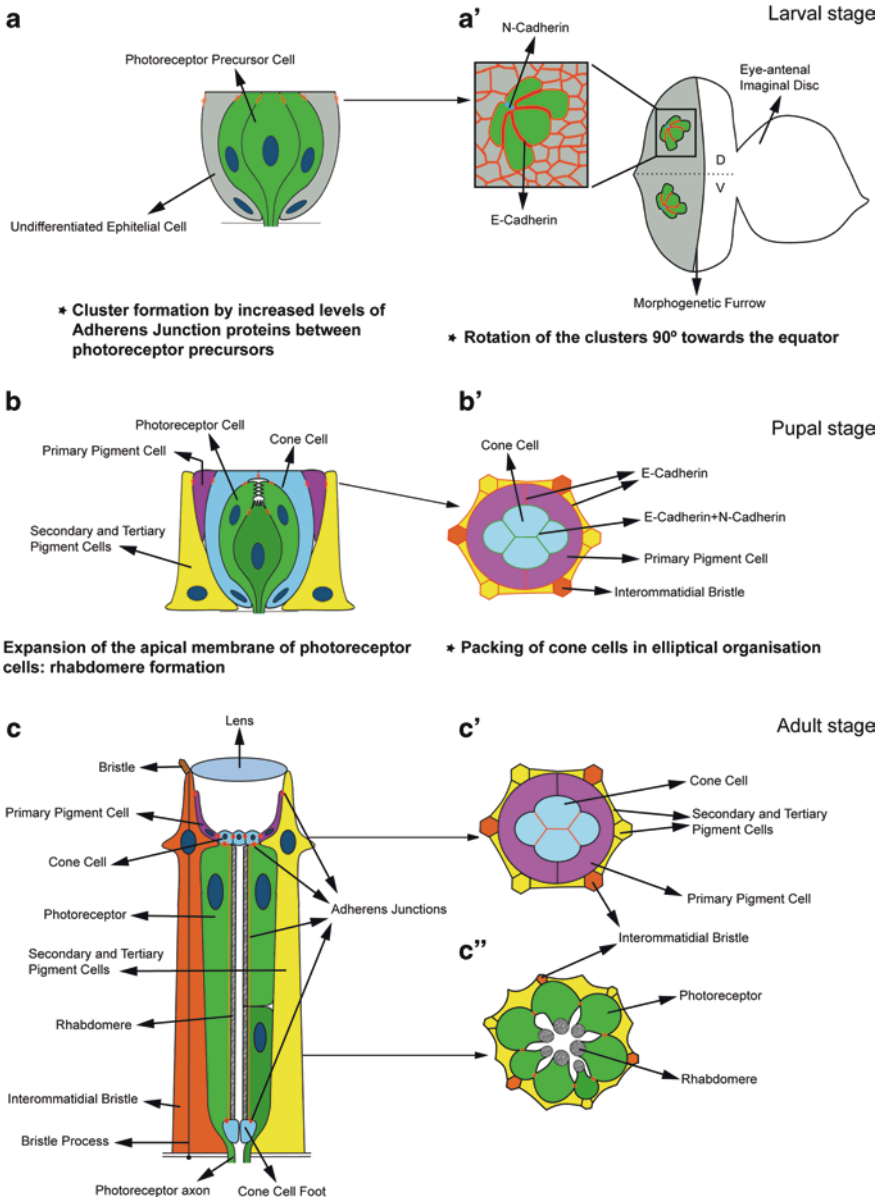 a
a'
Larval stage
Photoreceptor Precursor Cell
Undifferentiated Ephitelial Cell
N-Cadherin
E-Cadherin
Eye-antenal
Imaginal Disc
D
V
Morphogenetic Furrow
★ Cluster formation by increased levels of
Adherens Junction proteins between
photoreceptor precursors
★ Rotation of the clusters 90º towards the equator
b
b'
Pupal stage
Photoreceptor Cell
Primary Pigment Cell
Cone Cell
Secondary and Tertiary
Pigment Cells
Cone Cell
E-Cadherin
E-Cadherin+N-Cadherin
Primary Pigment Cell
Interommatidial Bristle
Expansion of the apical membrane of photoreceptor
cells: rhabdomere formation
★ Packing of cone cells in elliptical organisation
c
c'
Adult stage
Lens
Bristle
Primary Pigment Cell
Cone Cell
Photoreceptor
Secondary and Tertiary
Pigment Cells
Rhabdomere
Interommatidial Bristle
Bristle Process
Photoreceptor axon
Cone Cell Foot
Adherens Junctions
Cone Cell
Secondary and Tertiary
Pigment Cells
Primary Pigment Cell
Interommatidial Bristle
c''
Photoreceptor
Rhabdomere